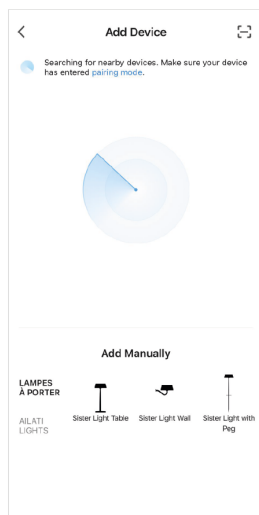 Add Device
Searching for nearby devices. Make sure your device
has entered pairing mode.
Add Manually
LAMPES
À PORTER
AILATI
LIGHTS
Sister Light Table
Sister Light Wall
Sister Light with
Peg